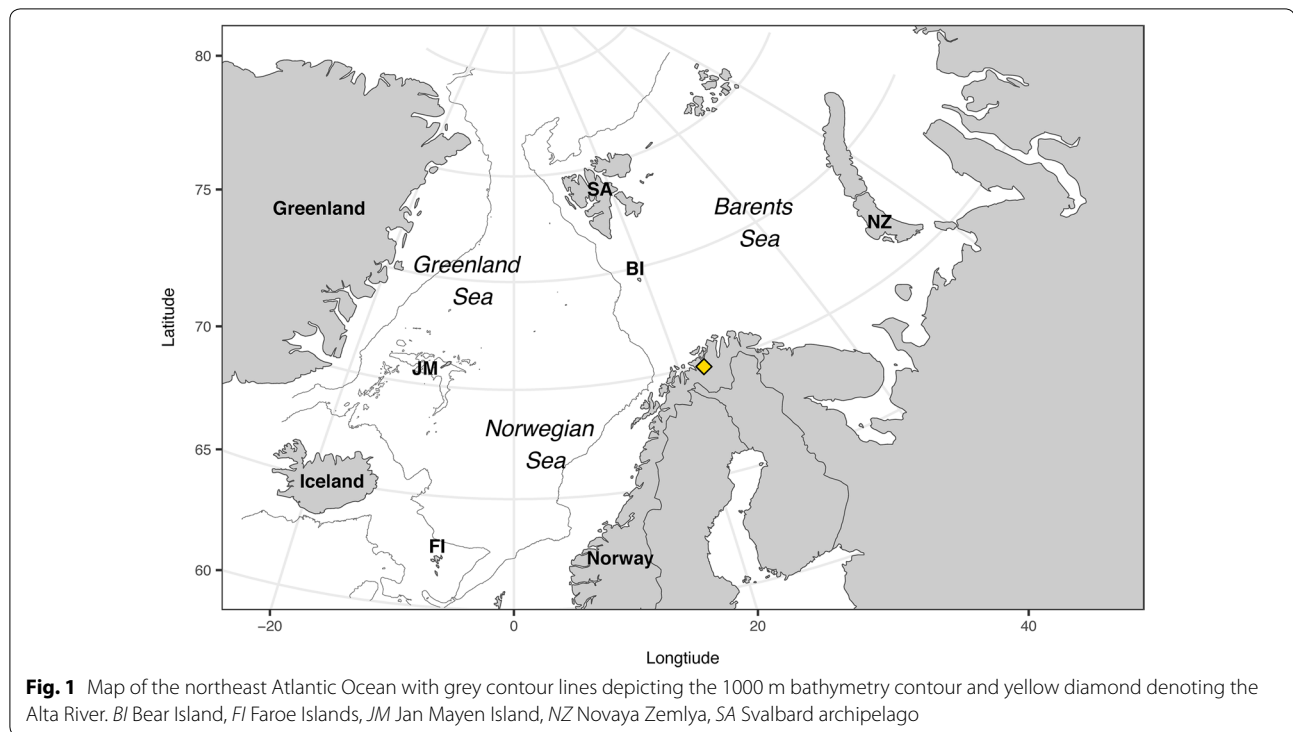 80
75
70
65
60
Latitude
Greenland
SA
Barents
Sea
NZ
Greenland
Sea
BI
JM
Norwegian
Sea
Iceland
FI
Norway
−20
0
20
40
Longtiude
Fig. 1 Map of the northeast Atlantic Ocean with grey contour lines depicting the 1000 m bathymetry contour and yellow diamond denoting the
Alta River. BI Bear Island, FI Faroe Islands, JM Jan Mayen Island, NZ Novaya Zemlya, SA Svalbard archipelago